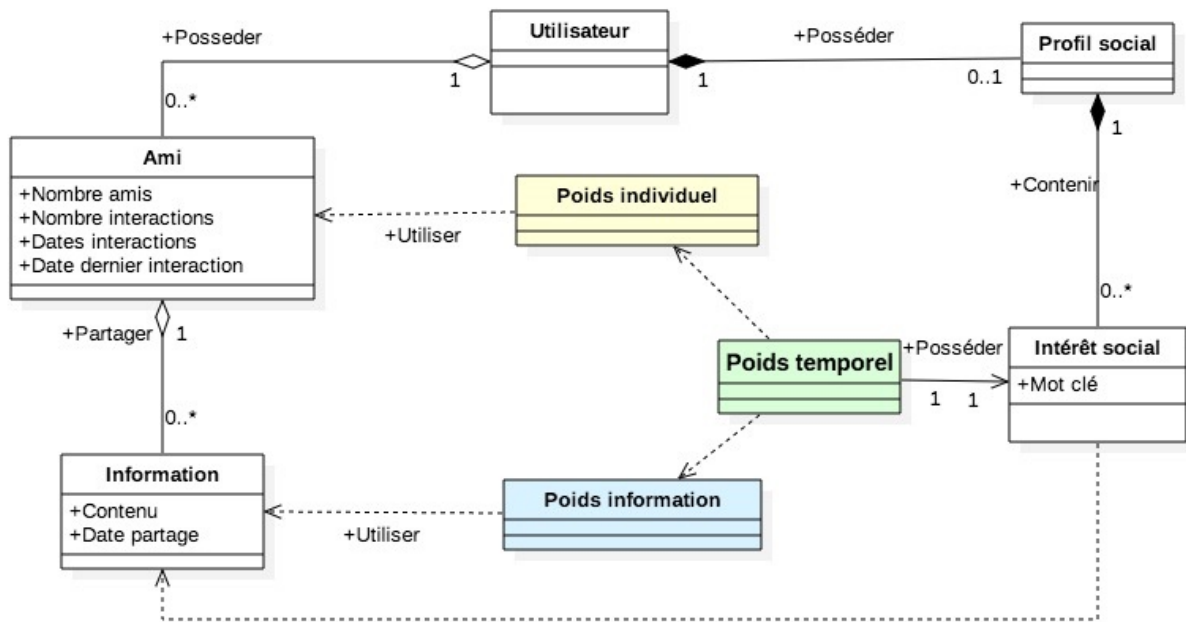 Utilisateur
+Posseder
+Posséder
Profil social
1
1
0..1
0..*
1
Ami
+Nombre amis
+Nombre interactions
+Dates interactions
+Date dernier interaction
Poids individuel
+Contenir
+Utiliser
0..*
+Partager
1
Poids temporel
+Posséder
1
1
Intérêt social
+Mot clé
0..*
Information
+Contenu
+Date partage
Poids information
+Utiliser